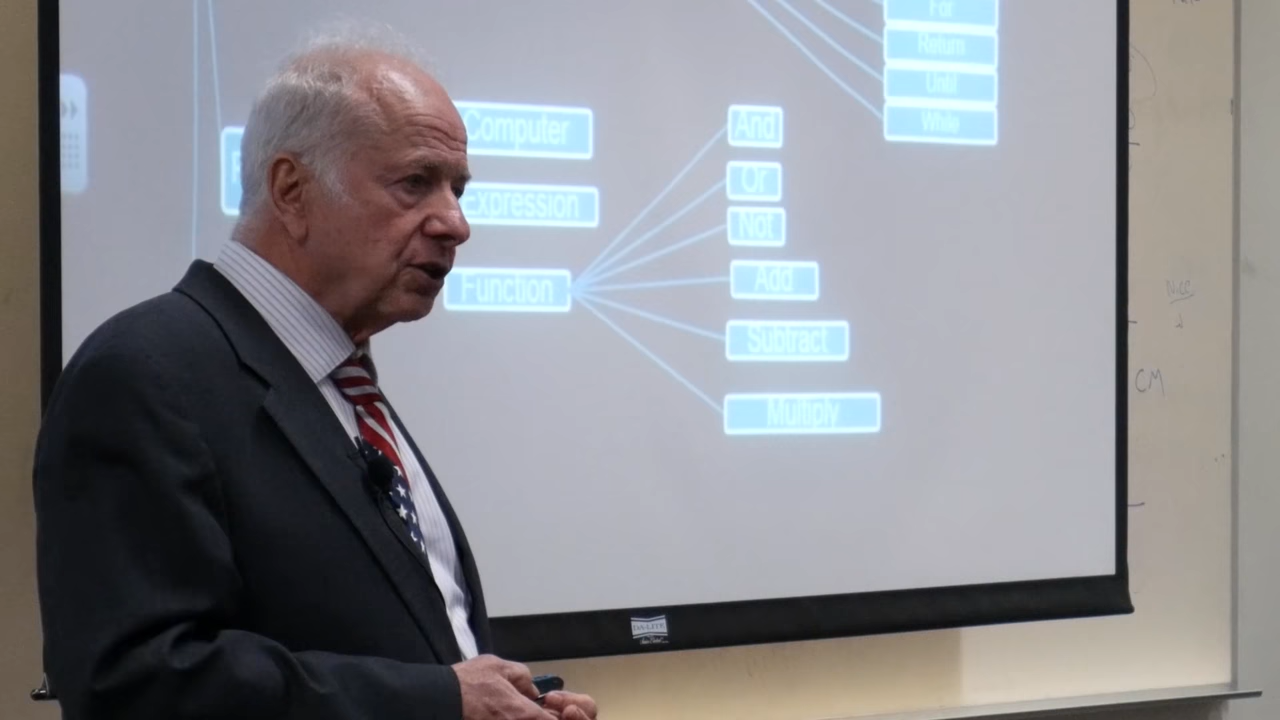 For
Return
Until
While
Computer
Expression
Function
And
Or
Not
Add
Subtract
Multiply
DA-LITE
CM